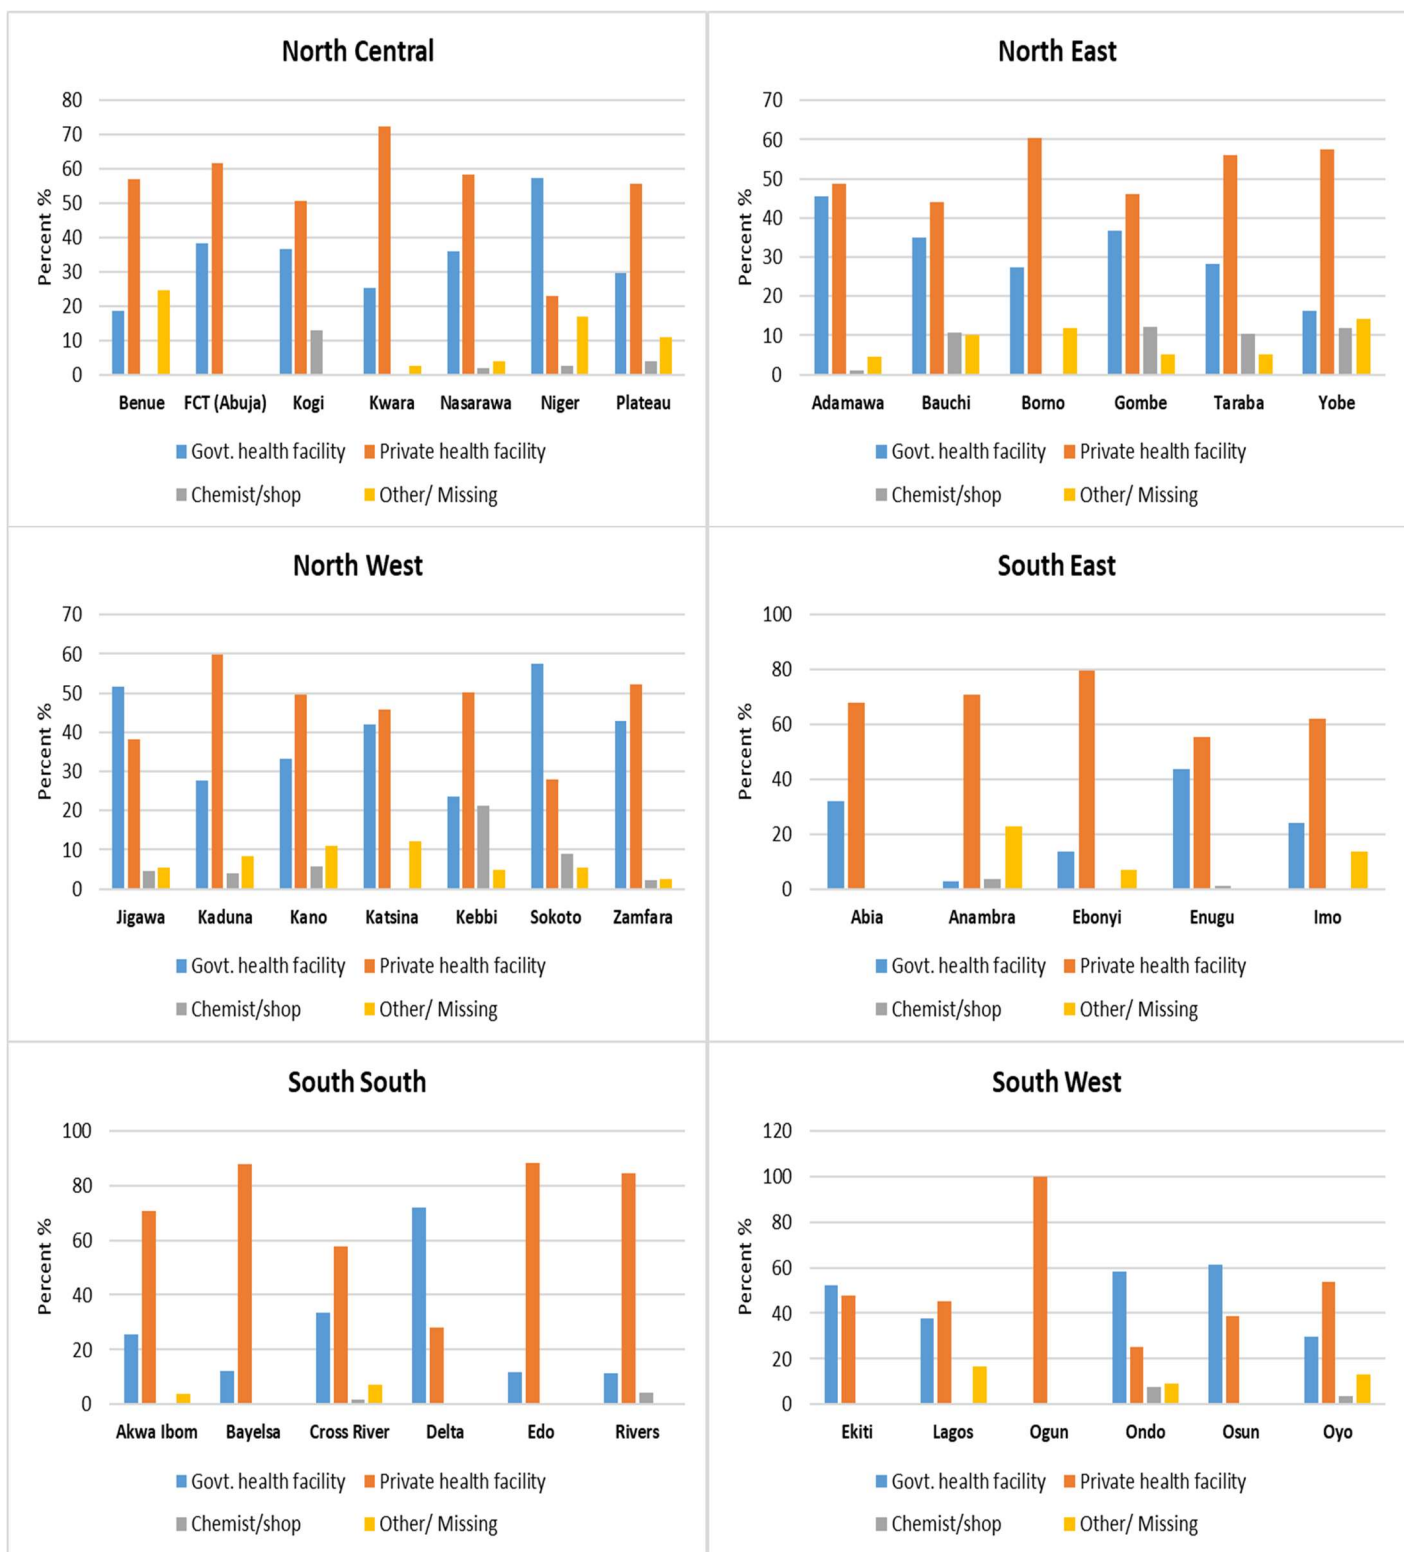 North Central
80
70
60
50
40
30
20
10
0
Percent %
Benue FCT (Abuja) Kogi Kwara Nasarawa Niger Plateau
Govt. health facility Private health facility
Chemist/shop Other/ Missing
North East
70
60
50
40
30
20
10
0
Percent %
Adamawa Bauchi Borno Gombe Taraba Yobe
Govt. health facility Private health facility
Chemist/shop Other/ Missing
North West
70
60
50
40
30
20
10
0
Percent %
Jigawa Kaduna Kano Katsina Kebbi Sokoto Zamfara
Govt. health facility Private health facility
Chemist/shop Other/ Missing
South East
100
80
60
40
20
0
Percent %
Abia Anambra Ebonyi Enugu Imo
Govt. health facility Private health facility
Chemist/shop Other/ Missing
South South
100
80
60
40
20
0
Percent %
Akwa Ibom Bayelsa Cross River Delta Edo Rivers
Govt. health facility Private health facility
Chemist/shop Other/ Missing
South West
120
100
80
60
40
20
0
Percent %
Ekiti Lagos Ogun Ondo Osun Oyo
Govt. health facility Private health facility
Chemist/shop Other/ Missing